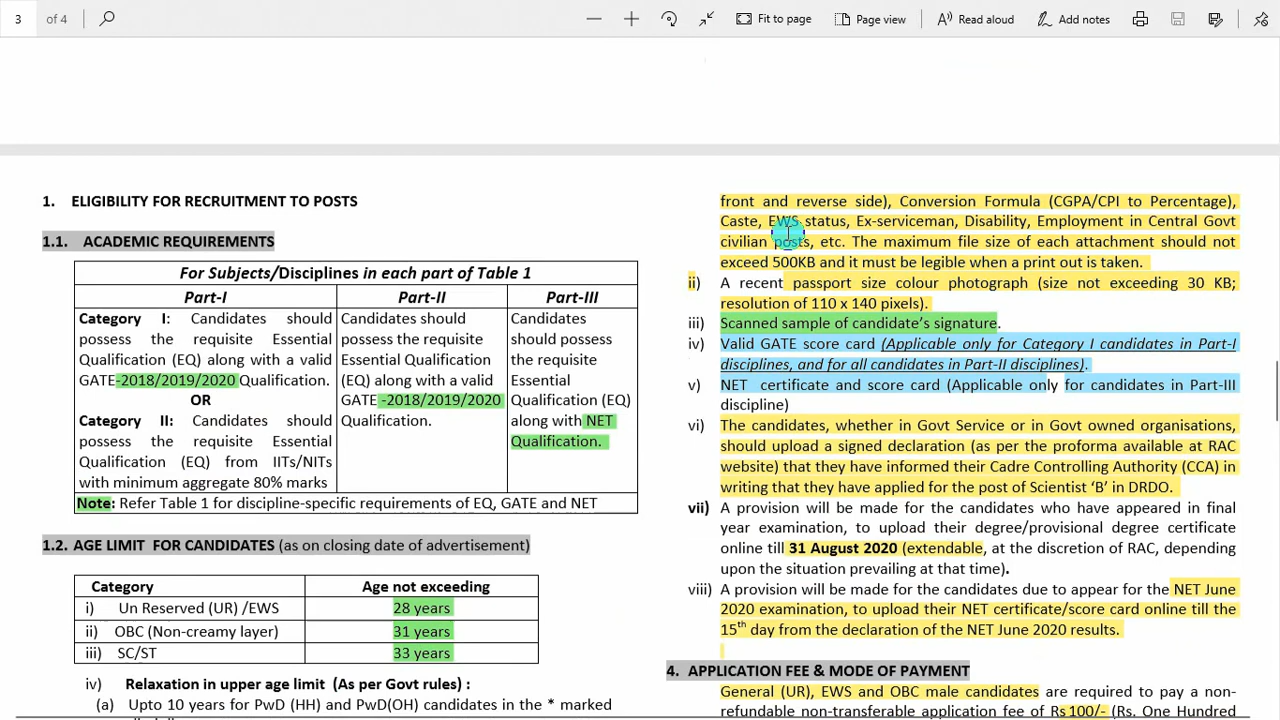 3 of 4 Fit to page Page view Read aloud Add notes
1. ELIGIBILITY FOR RECRUITMENT TO POSTS
1.1. ACADEMIC REQUIREMENTS
For Subjects/Disciplines in each part of Table 1
Part-I Part-II Part-III
Category I: Candidates should
possess the requisite Essential
Qualification (EQ) along with a valid
GATE-2018/2019/2020 Qualification.
OR
Category II: Candidates should
possess the requisite Essential
Qualification (EQ) from IITs/NITs
with minimum aggregate 80% marks
Candidates should
possess the requisite
Essential Qualification
(EQ) along with a valid
GATE -2018/2019/2020
Qualification.
Candidates
should possess
the requisite
Essential
Qualification (EQ)
along with NET
Qualification.
Note: Refer Table 1 for discipline-specific requirements of EQ, GATE and NET
1.2. AGE LIMIT FOR CANDIDATES (as on closing date of advertisement)
Category Age not exceeding
i) Un Reserved (UR) /EWS 28 years
ii) OBC (Non-creamy layer) 31 years
iii) SC/ST 33 years
iv) Relaxation in upper age limit (As per Govt rules) :
(a) Upto 10 years for PwD (HH) and PwD(OH) candidates in the * marked
front and reverse side), Conversion Formula (CGPA/CPI to Percentage),
Caste, EWS status, Ex-serviceman, Disability, Employment in Central Govt
civilian posts, etc. The maximum file size of each attachment should not
exceed 500KB and it must be legible when a print out is taken.
ii) A recent passport size colour photograph (size not exceeding 30 KB;
resolution of 110 x 140 pixels).
iii) Scanned sample of candidate's signature.
iv) Valid GATE score card (Applicable only for Category I candidates in Part-I
disciplines, and for all candidates in Part-II disciplines).
v) NET certificate and score card (Applicable only for candidates in Part-III
discipline)
vi) The candidates, whether in Govt Service or in Govt owned organisations,
should upload a signed declaration (as per the proforma available at RAC
website) that they have informed their Cadre Controlling Authority (CCA) in
writing that they have applied for the post of Scientist 'B' in DRDO.
vii) A provision will be made for the candidates who have appeared in final
year examination, to upload their degree/provisional degree certificate
online till 31 August 2020 (extendable, at the discretion of RAC, depending
upon the situation prevailing at that time).
viii) A provision will be made for the candidates due to appear for the NET June
2020 examination, to upload their NET certificate/score card online till the
15th day from the declaration of the NET June 2020 results.
4. APPLICATION FEE & MODE OF PAYMENT
General (UR), EWS and OBC male candidates are required to pay a non-
refundable non-transferable application fee of Rs 100/- (Rs. One Hundred